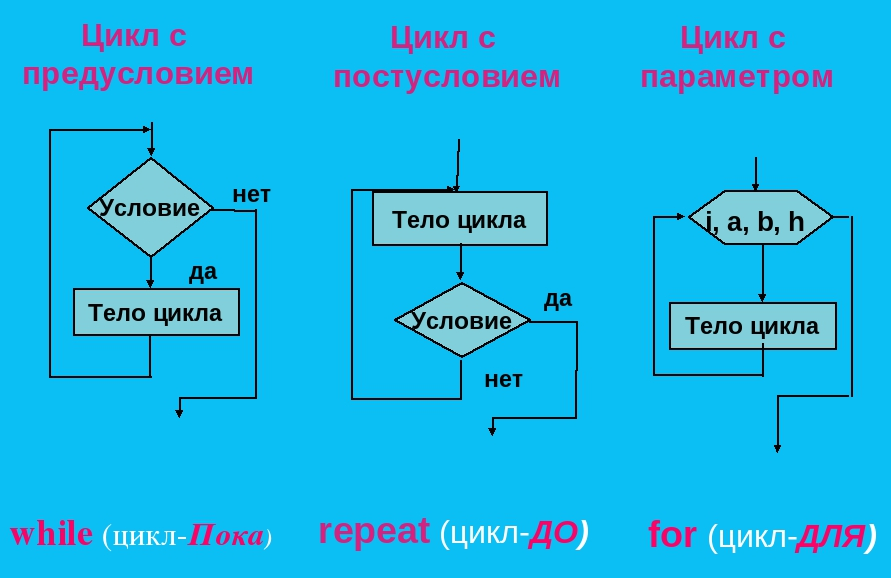 Цикл с
предусловием
Условие
нет
да
Тело цикла
while (цикл-Пока)
Цикл с
постусловием
Тело цикла
Условие
да
нет
repeat (цикл-ДО)
Цикл с
параметром
i, a, b, h
Тело цикла
for (цикл-ДЛЯ)